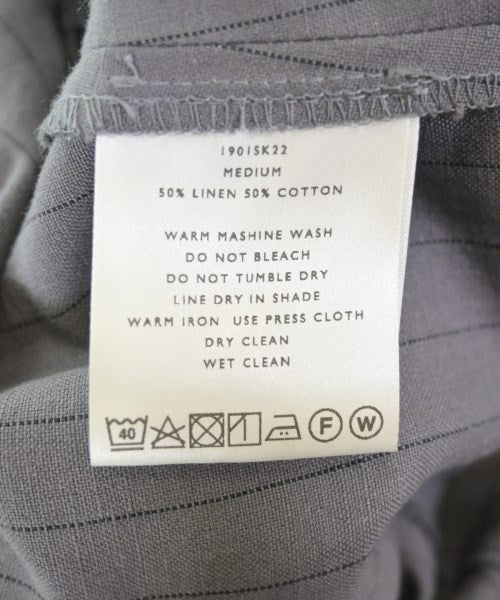 1901SK22
MEDIUM
50% LINEN 50% COTTON
WARM MASHINE WASH
DO NOT BLEACH
DO NOT TUMBLE DRY
LINE DRY IN SHADE
WARM IRON USE PRESS CLOTH
DRY CLEAN
WET CLEAN
40 F W